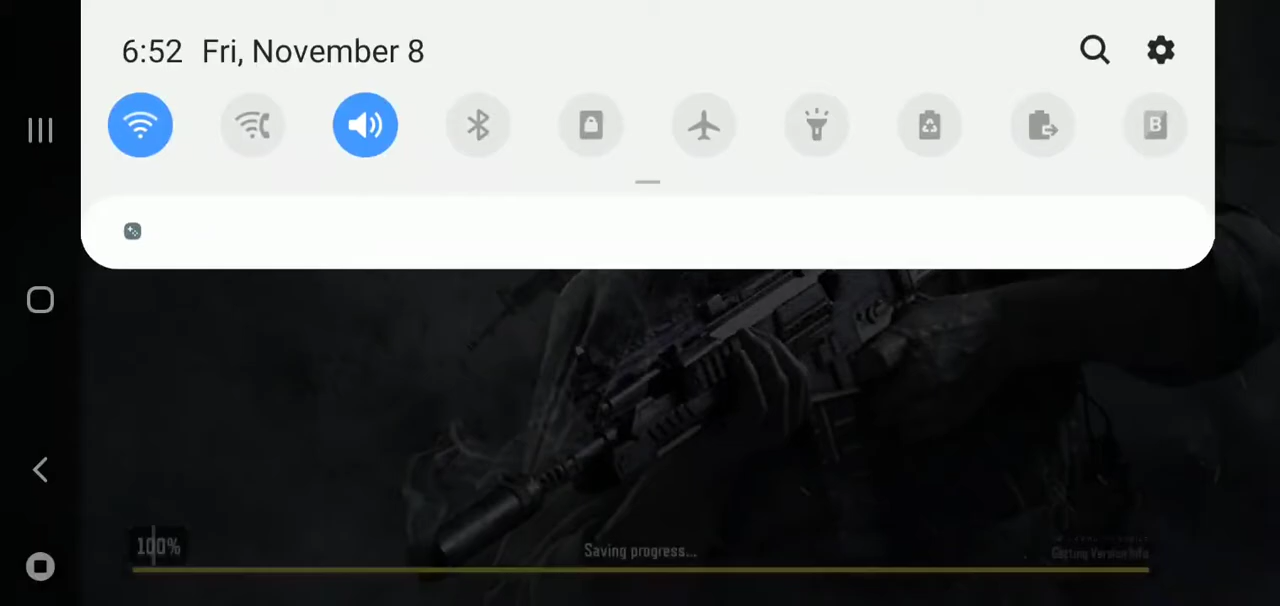 6:52 Fri, November 8
B
100%
Saving progress...
Getting Version Info